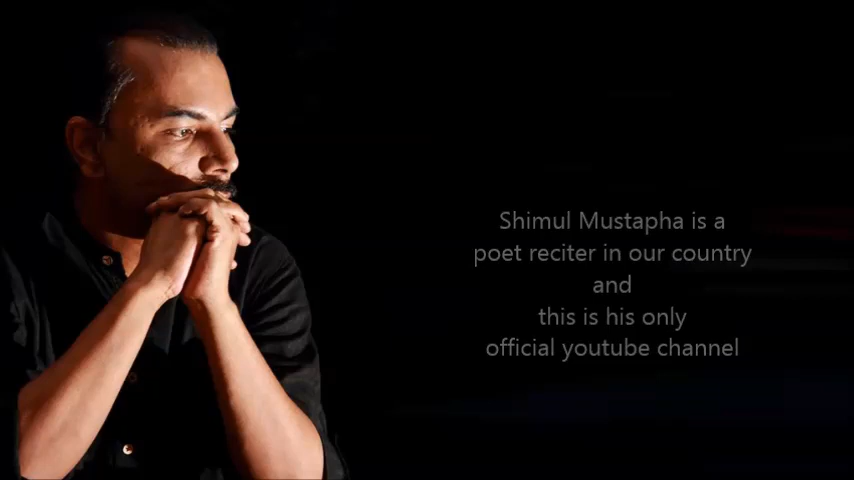 Shimul Mustapha is a
poet reciter in our country
and
this is his only
official youtube channel